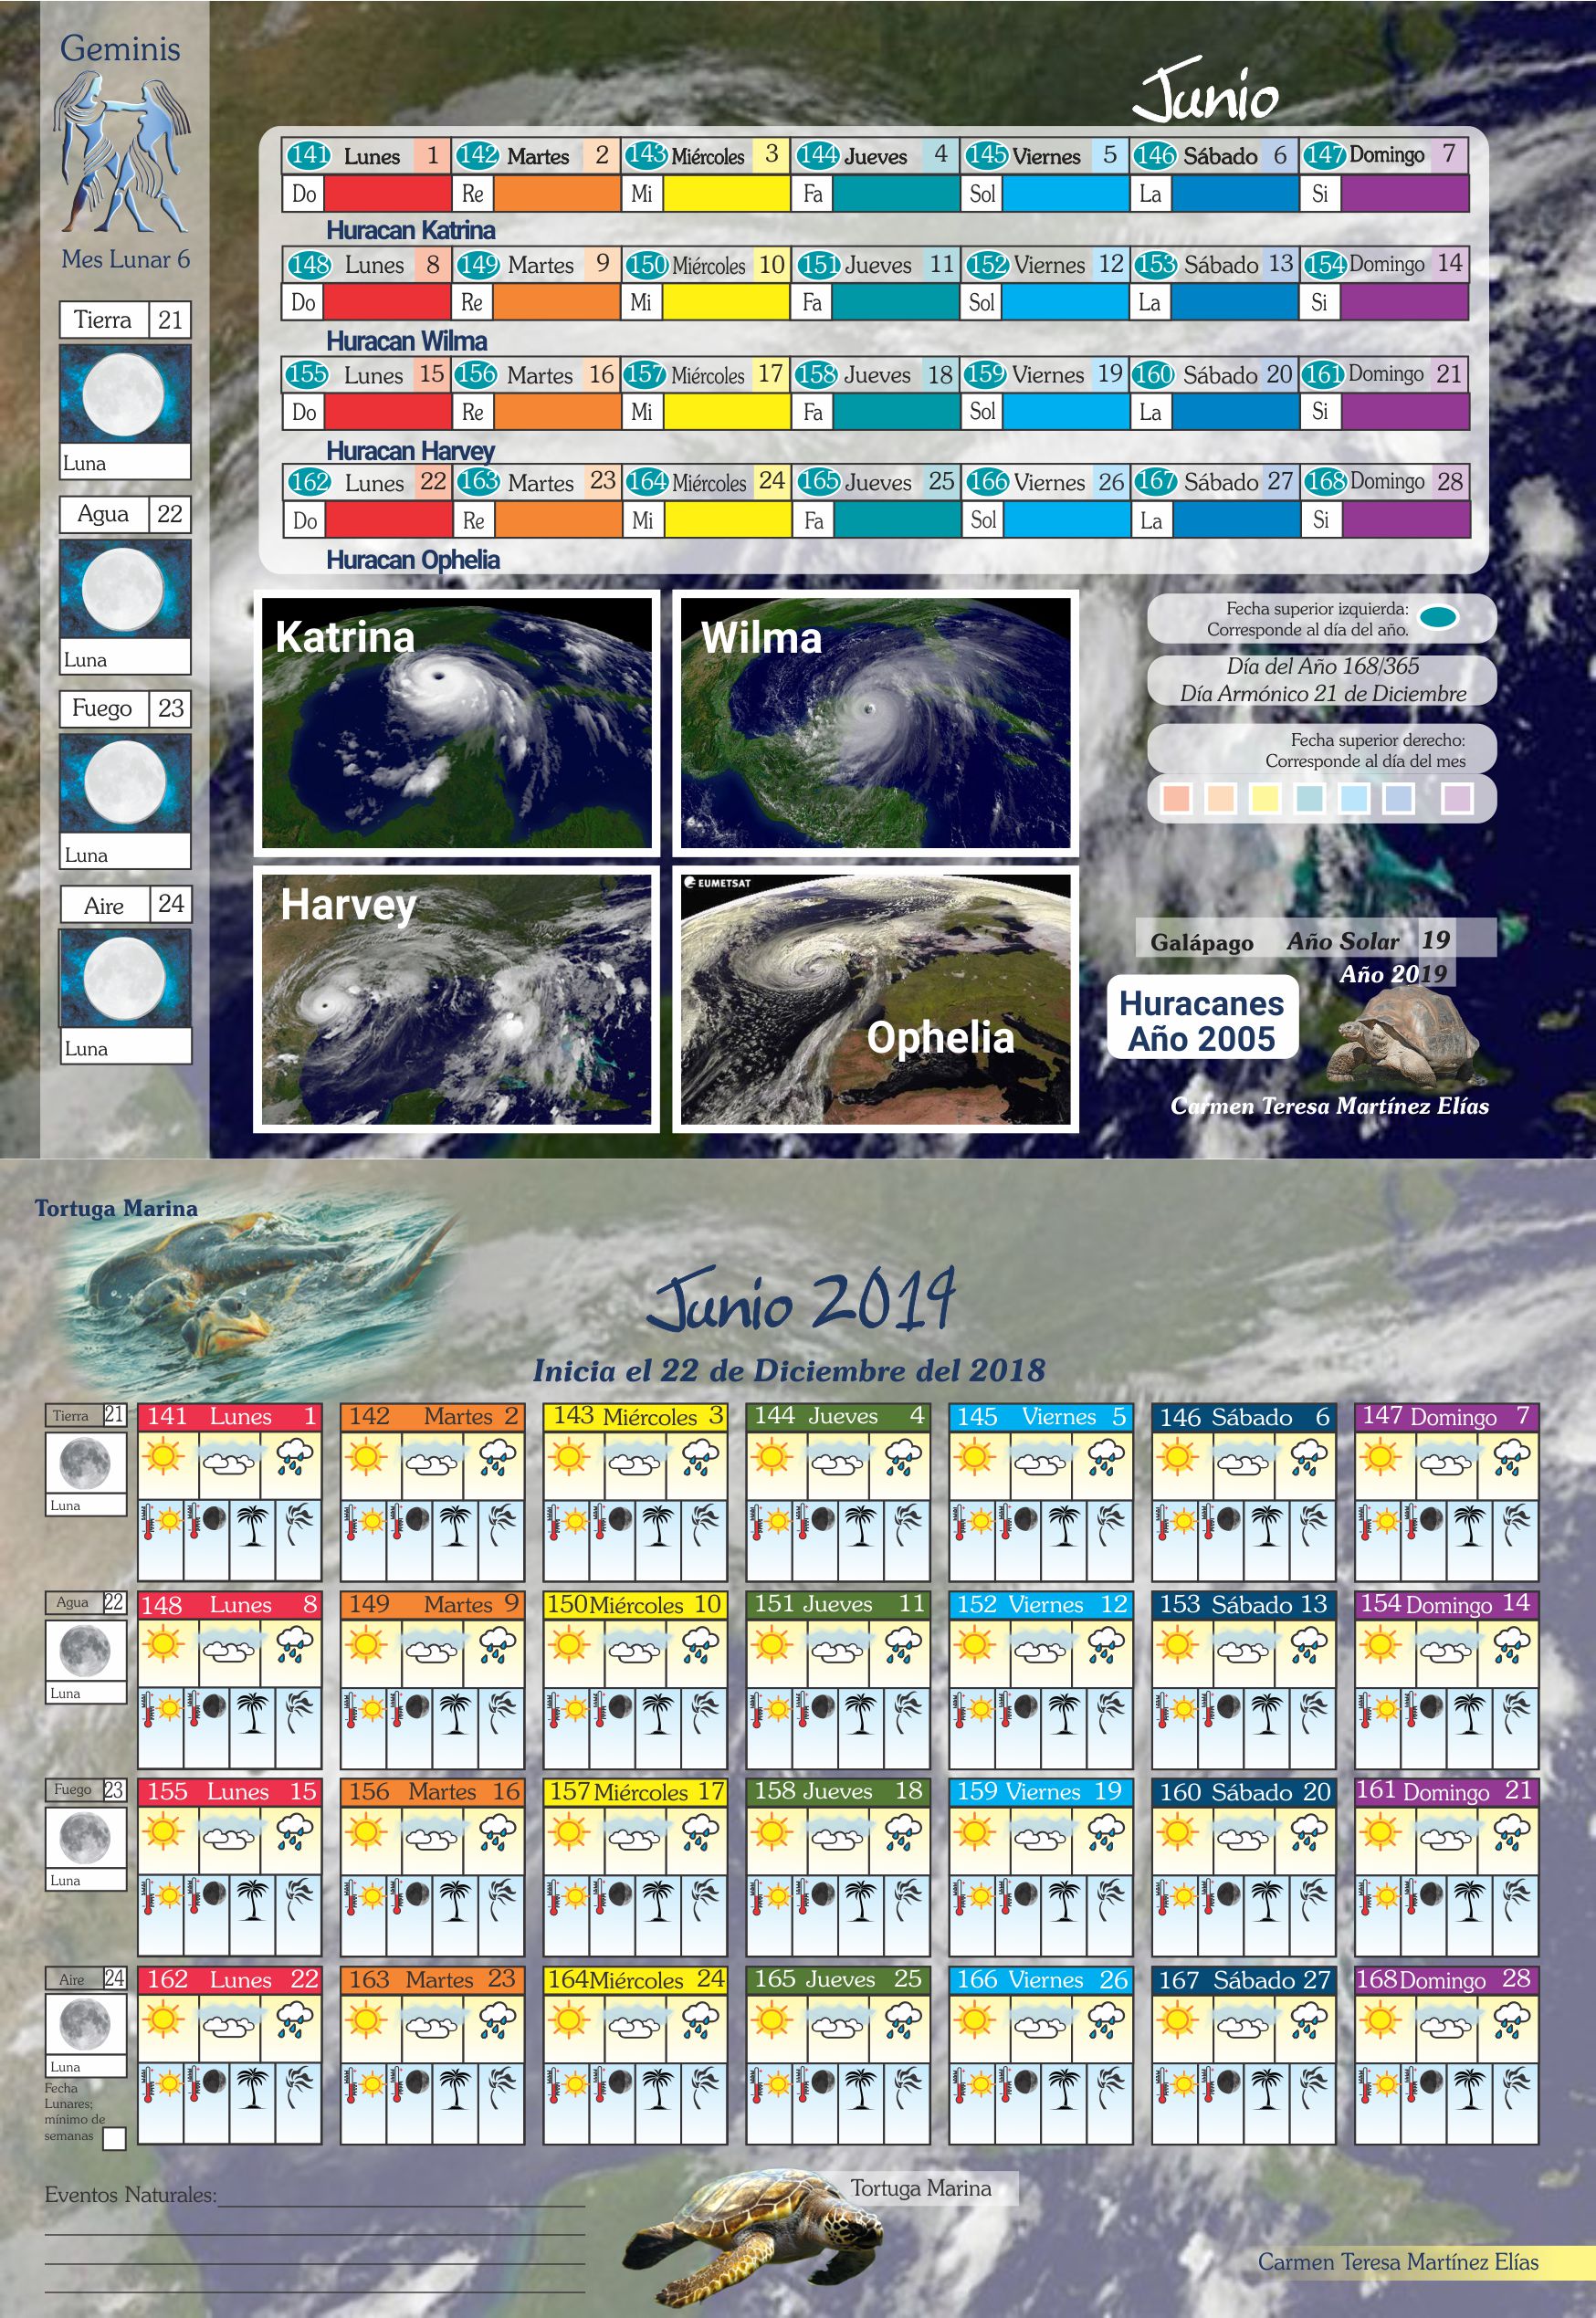 Geminis
Mes Lunar 6
Tierra 21
Luna
Agua 22
Luna
Fuego 23
Luna
Aire 24
Luna
Junio
141 Lunes 1 142 Martes 2 143 Miércoles 3 144 Jueves 4 145 Viernes 5 146 Sábado 6 147 Domingo 7
Do Re Mi Fa Sol La Si
Huracan Katrina
148 Lunes 8 149 Martes 9 150 Miércoles 10 151 Jueves 11 152 Viernes 12 153 Sábado 13 154 Domingo 14
Do Re Mi Fa Sol La Si
Huracan Wilma
155 Lunes 15 156 Martes 16 157 Miércoles 17 158 Jueves 18 159 Viernes 19 160 Sábado 20 161 Domingo 21
Do Re Mi Fa Sol La Si
Huracan Harvey
162 Lunes 22 163 Martes 23 164 Miércoles 24 165 Jueves 25 166 Viernes 26 167 Sábado 27 168 Domingo 28
Do Re Mi Fa Sol La Si
Huracan Ophelia
Katrina
Wilma
Harvey
EUMETSAT
Ophelia
Fecha superior izquierda:
Corresponde al día del año.
Día del Año 168/365
Día Armónico 21 de Diciembre
Fecha superior derecho:
Corresponde al día del mes
Galápago Año Solar 19
Año 2019
Huracanes
Año 2005
Carmen Teresa Martínez Elías
Tortuga Marina
Junio 2019
Inicia el 22 de Diciembre del 2018
Tierra 21 141 Lunes 1 142 Martes 2 143 Miércoles 3 144 Jueves 4 145 Viernes 5 146 Sábado 6 147 Domingo 7
Luna
Agua 22 148 Lunes 8 149 Martes 9 150 Miércoles 10 151 Jueves 11 152 Viernes 12 153 Sábado 13 154 Domingo 14
Luna
Fuego 23 155 Lunes 15 156 Martes 16 157 Miércoles 17 158 Jueves 18 159 Viernes 19 160 Sábado 20 161 Domingo 21
Luna
Aire 24 162 Lunes 22 163 Martes 23 164 Miércoles 24 165 Jueves 25 166 Viernes 26 167 Sábado 27 168 Domingo 28
Luna
Fecha
Lunares;
mínimo de
semanas
Eventos Naturales:
Tortuga Marina
Carmen Teresa Martínez Elías